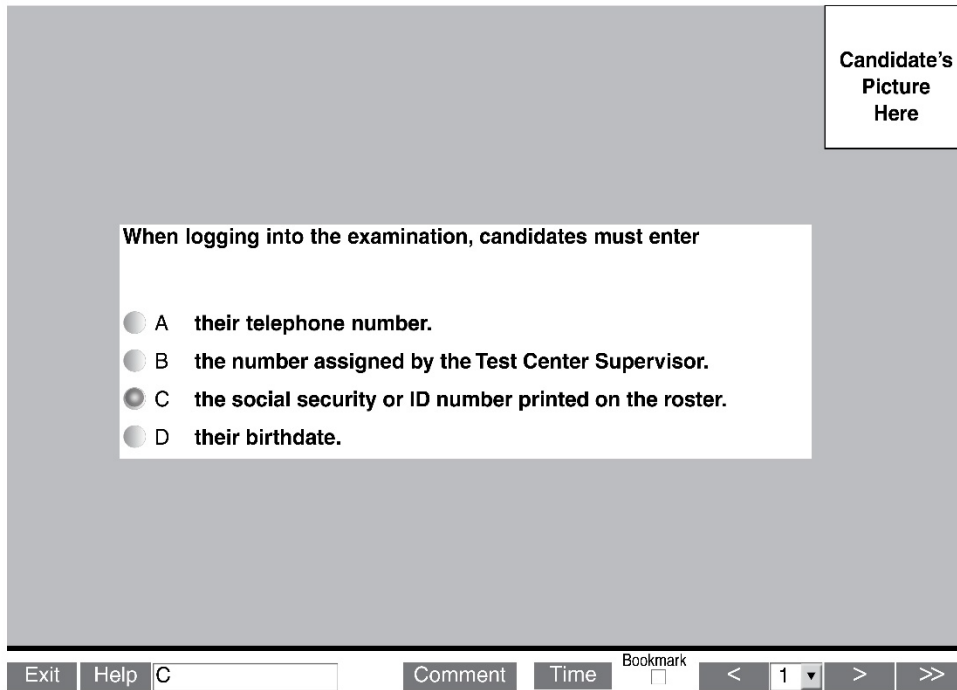 Candidate's
Picture
Here
When logging into the examination, candidates must enter
A their telephone number.
B the number assigned by the Test Center Supervisor.
C the social security or ID number printed on the roster.
D their birthdate.
Bookmark
Exit Help C Comment Time < 1 > >>